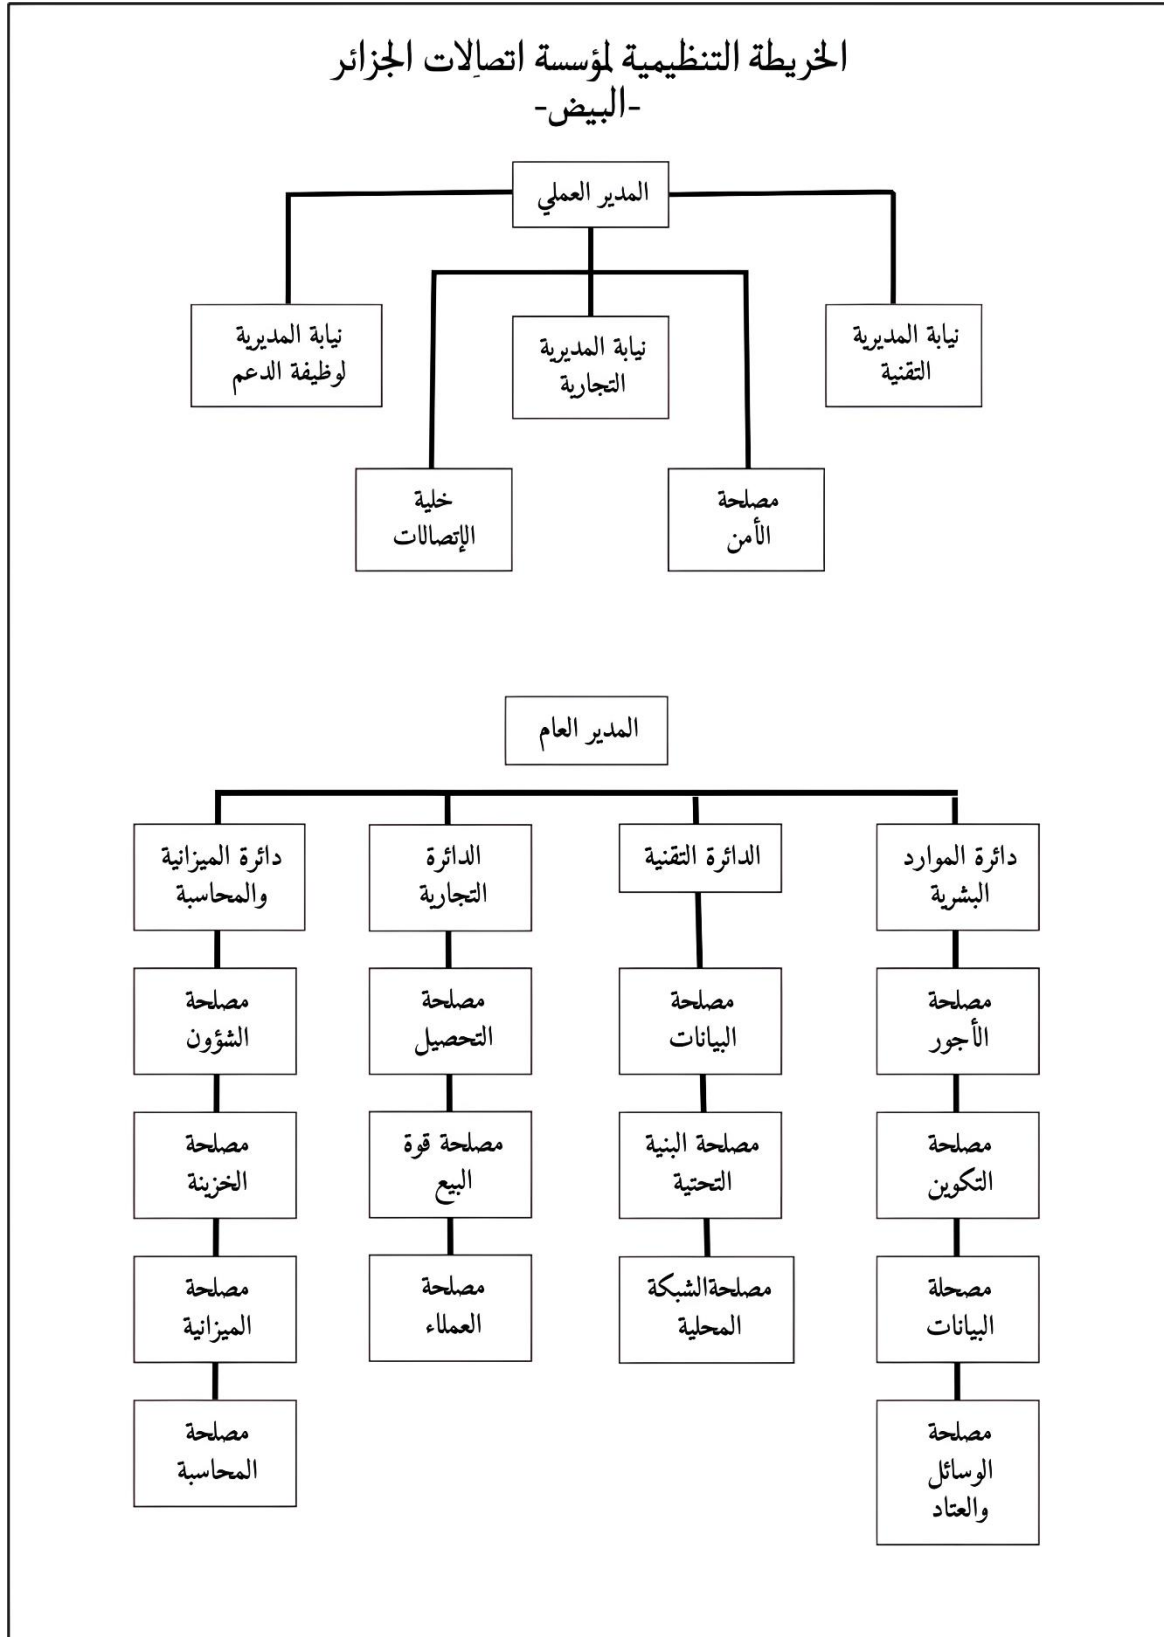 الخريطة التنظيمية لمؤسسة اتصالات الجزائر
-البيض-
المدير العملي
نيابة المديرية
التقنية
نيابة المديرية
التجارية
نيابة المديرية
لوظيفة الدعم
مصلحة
الأمن
خلية
الإتصالات
المدير العام
دائرة الموارد
البشرية
الدائرة التقنية
الدائرة
التجارية
دائرة الميزانية
والمحاسبة
مصلحة
الأجور
مصلحة
البيانات
مصلحة
التحصيل
مصلحة
الشؤون
مصلحة
التكوين
مصلحة البنية
التحتية
مصلحة قوة
البيع
مصلحة
الخزينة
مصحلة
البيانات
مصلحةالشبكة
المحلية
مصلحة
العملاء
مصلحة
الميزانية
مصلحة
الوسائل
والعتاد
مصلحة
المحاسبة